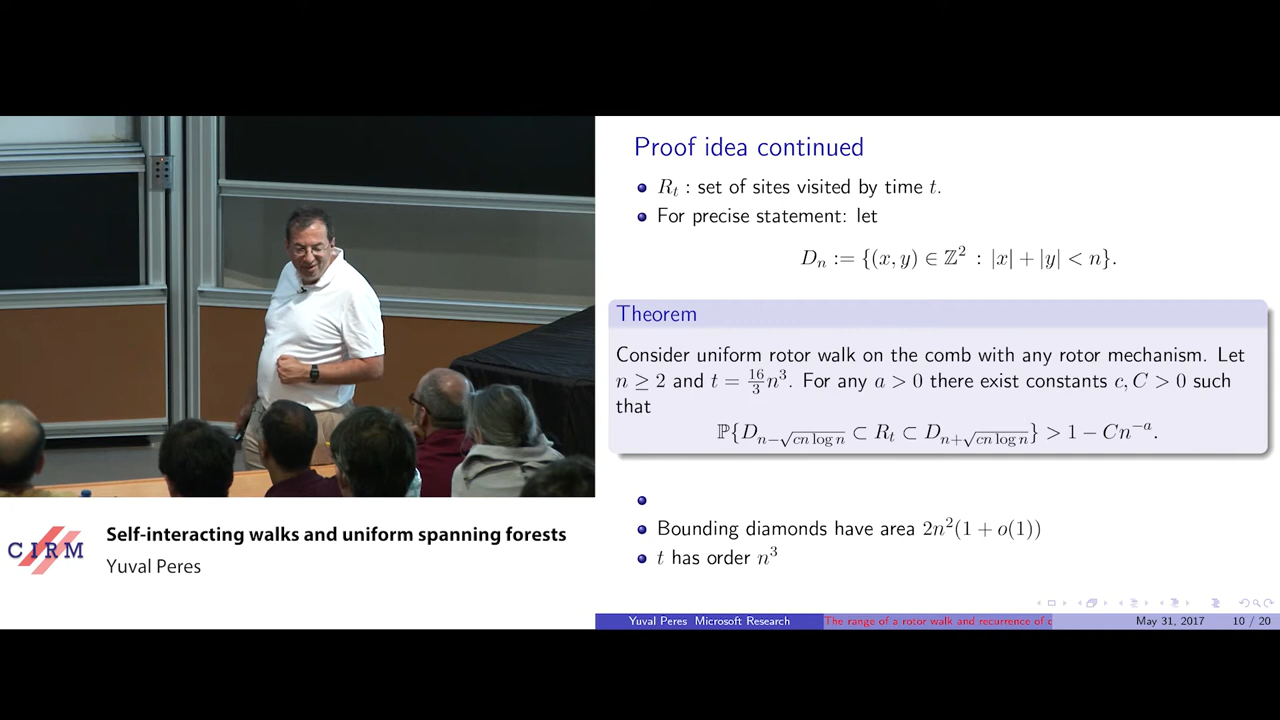 Proof idea continued
R_t : set of sites visited by time t.
For precise statement: let
D_n := {(x, y) ∈ ℤ² : |x| + |y| < n}.
Theorem
Consider uniform rotor walk on the comb with any rotor mechanism. Let
n ≥ 2 and t = 16/3 n³. For any a > 0 there exist constants c, C > 0 such
that
ℙ{D_{n−√(cn log n)} ⊂ R_t ⊂ D_{n+√(cn log n)}} > 1 − Cn^{−a}.
Bounding diamonds have area 2n²(1 + o(1))
t has order n³
Yuval Peres Microsoft Research
The range of a rotor walk and recurrence of
May 31, 2017
10 / 20
CIRM
Self-interacting walks and uniform spanning forests
Yuval Peres